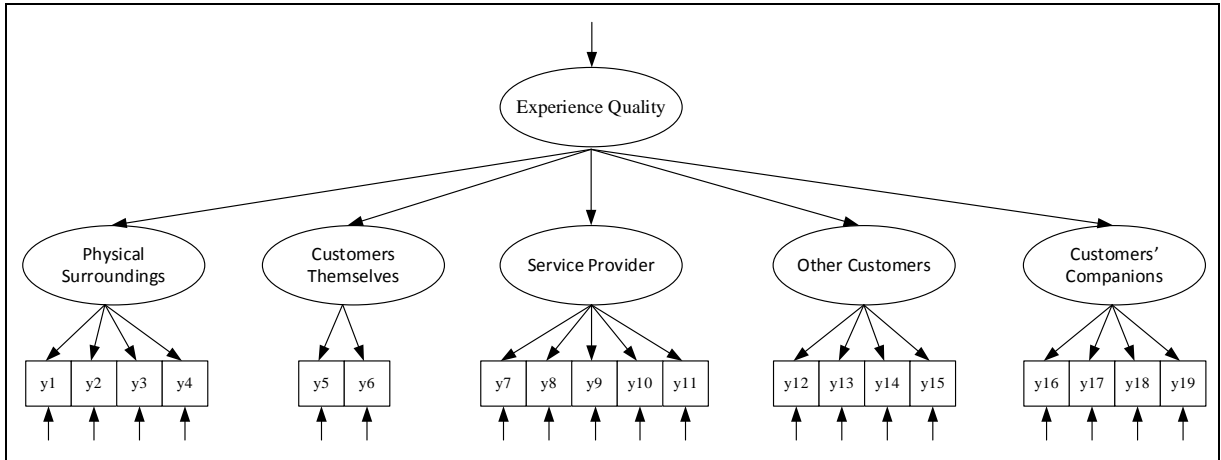 Experience Quality
Physical
Surroundings
Customers
Themselves
Service Provider
Other Customers
Customers'
Companions
y1 y2 y3 y4
y5 y6
y7 y8 y9 y10 y11
y12 y13 y14 y15
y16 y17 y18 y19